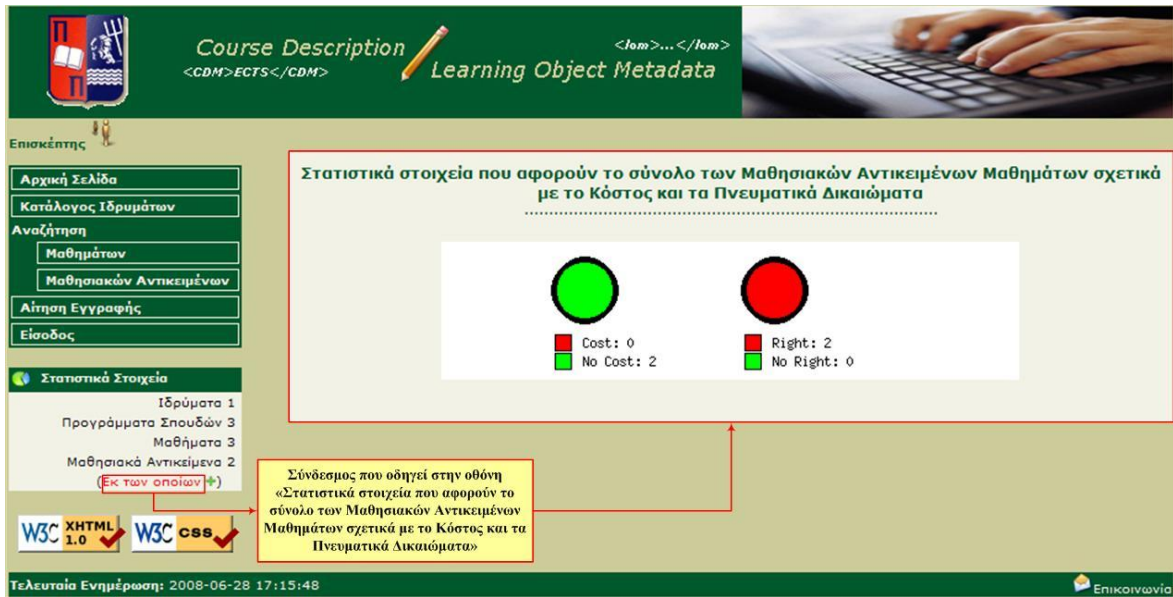 Course Description
<CDM>ECTS</CDM>
<lom>...</lom>
Learning Object Metadata
Επισκέπτης
Αρχική Σελίδα
Κατάλογος Ιδρυμάτων
Αναζήτηση
Μαθημάτων
Μαθησιακών Αντικειμένων
Αίτηση Εγγραφής
Είσοδος
Στατιστικά Στοιχεία
Ιδρύματα 1
Προγράμματα Σπουδών 3
Μαθήματα 3
Μαθησιακά Αντικείμενα 2
(Εκ των οποίων +)
W3C XHTML 1.0
W3C css
Στατιστικά στοιχεία που αφορούν το σύνολο των Μαθησιακών Αντικειμένων Μαθημάτων σχετικά
με το Κόστος και τα Πνευματικά Δικαιώματα
Cost: 0
No Cost: 2
Right: 2
No Right: 0
Σύνδεσμος που οδηγεί στην οθόνη
«Στατιστικά στοιχεία που αφορούν το
σύνολο των Μαθησιακών Αντικειμένων
Μαθημάτων σχετικά με το Κόστος και τα
Πνευματικά Δικαιώματα»
Τελευταία Ενημέρωση: 2008-06-28 17:15:48
Επικοινωνία